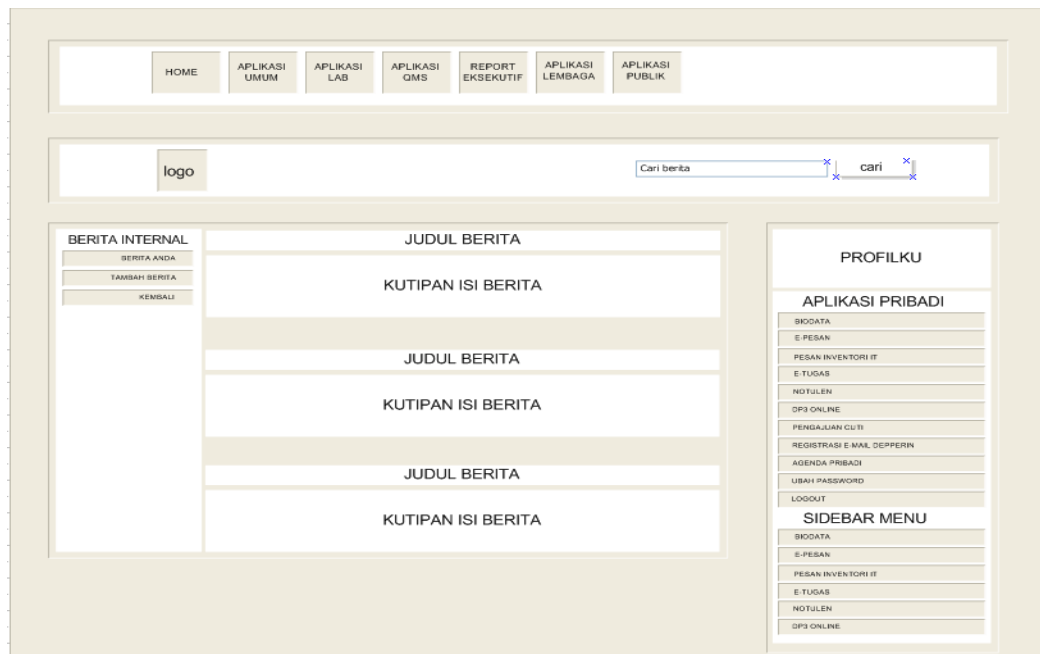 HOME
APLIKASI
UMUM
APLIKASI
LAB
APLIKASI
QMS
REPORT
EKSEKUTIF
APLIKASI
LEMBAGA
APLIKASI
PUBLIK
logo
Cari berita
cari
BERITA INTERNAL
BERITA ANDA
TAMBAH BERITA
KEMBALI
JUDUL BERITA
KUTIPAN ISI BERITA
JUDUL BERITA
KUTIPAN ISI BERITA
JUDUL BERITA
KUTIPAN ISI BERITA
PROFILKU
APLIKASI PRIBADI
BIODATA
E-PESAN
PESAN INVENTORI IT
E-TUGAS
NOTULEN
DP3 ONLINE
PENGAJUAN CUTI
REGISTRASI E-MAIL DEPPERIN
AGENDA PRIBADI
UBAH PASSWORD
LOGOUT
SIDEBAR MENU
BIODATA
E-PESAN
PESAN INVENTORI IT
E-TUGAS
NOTULEN
DP3 ONLINE